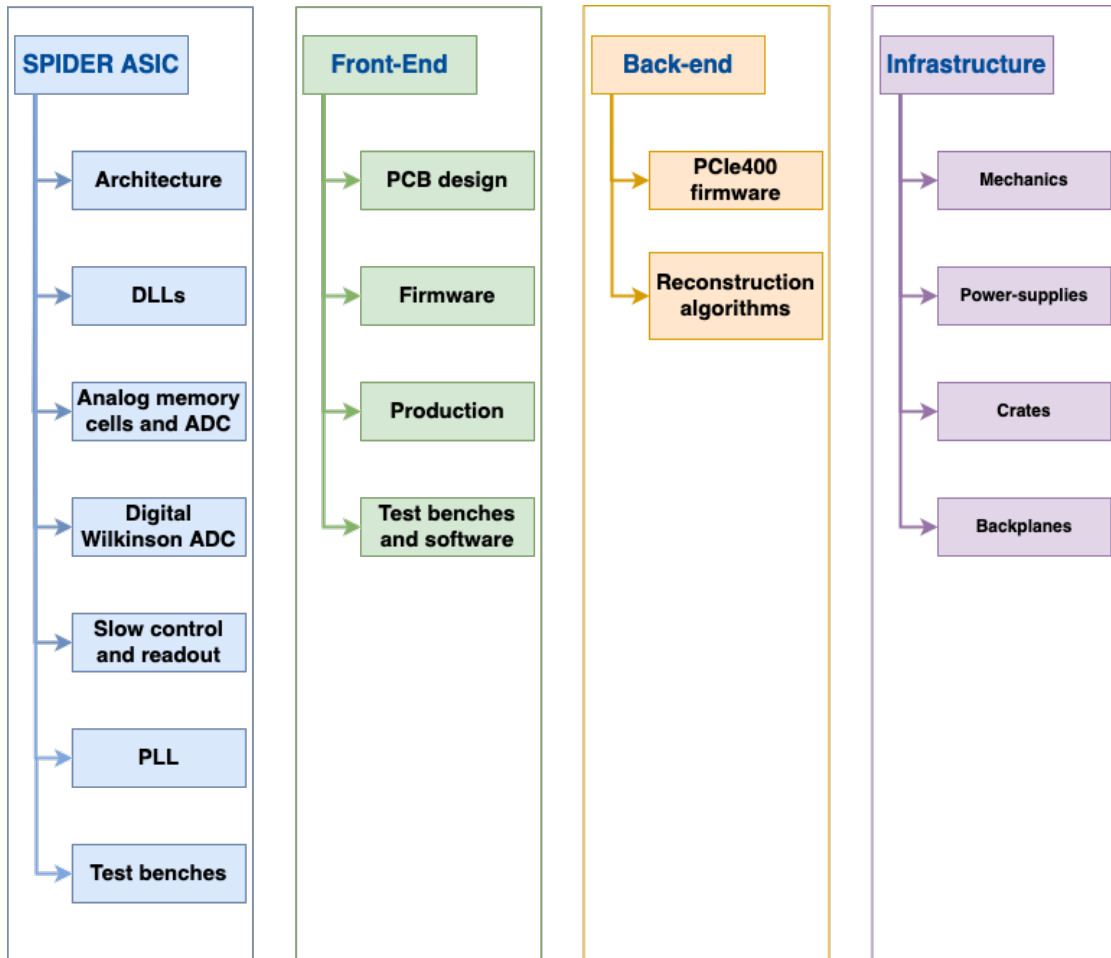 SPIDER ASIC
Architecture
DLLs
Analog memory
cells and ADC
Digital
Wilkinson ADC
Slow control
and readout
PLL
Test benches
Front-End
PCB design
Firmware
Production
Test benches
and software
Back-end
PCIe400
firmware
Reconstruction
algorithms
Infrastructure
Mechanics
Power-supplies
Crates
Backplanes